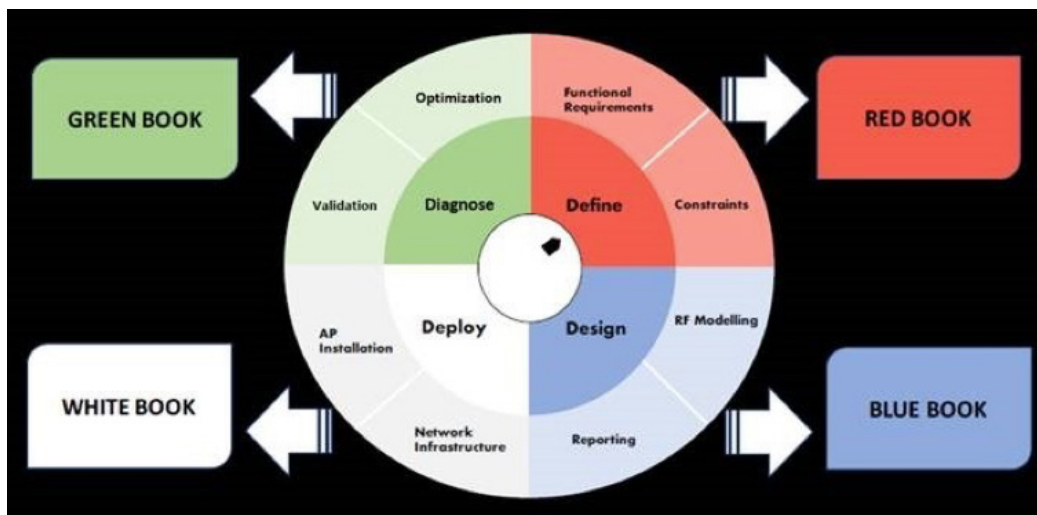 GREEN BOOK
Optimization
Functional
Requirements
RED BOOK
Validation
Diagnose
Define
Constraints
AP
Installation
Deploy
Design
RF Modelling
WHITE BOOK
Network
Infrastructure
Reporting
BLUE BOOK